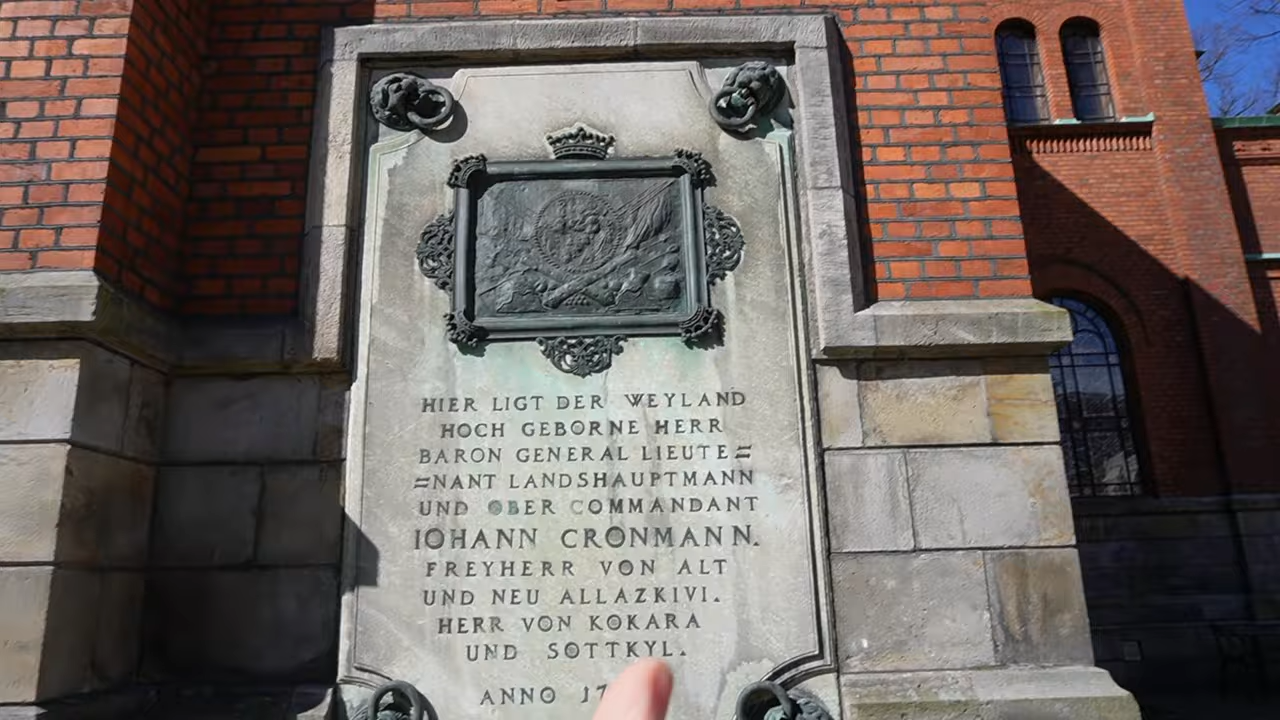 HIER LIGT DER WEYLAND
HOCH GEBORNE HERR
BARON GENERAL LIEUTE=
=NANT LANDSHAUPTMANN
UND OBER COMMANDANT
IOHANN CRONMANN.
FREYHERR VON ALT
UND NEU ALLAZKIVI.
HERR VON KOKARA
UND SOTTKYL.
ANNO